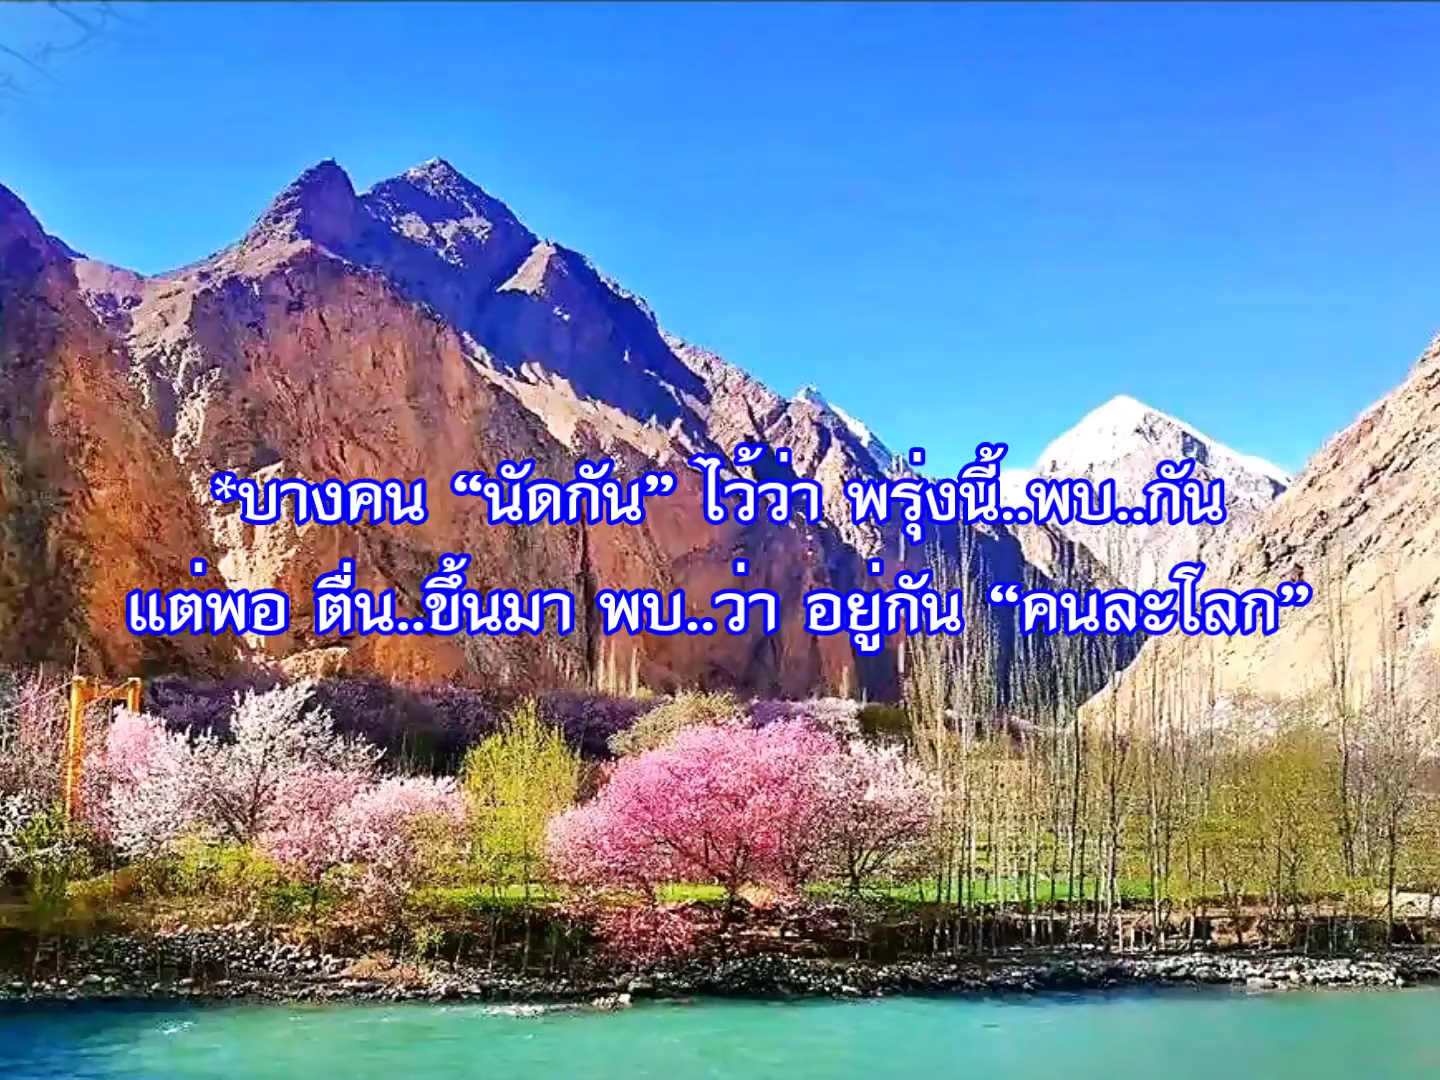 *บางคน “นัดกัน” ไว้ว่า พรุ่งนี้..พบ..กัน
แต่พอ ตื่น..ขึ้นมา พบ..ว่า อยู่กัน “คนละโลก”